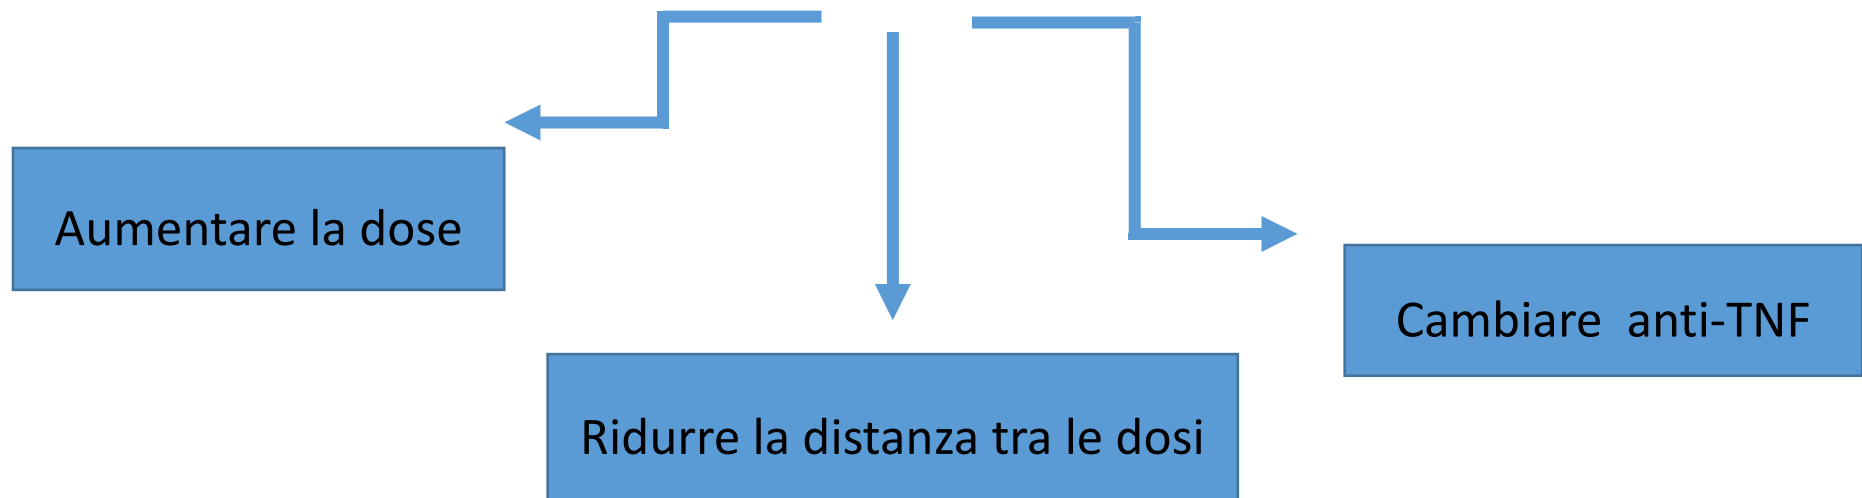 Aumentare la dose
Cambiare anti-TNF
Ridurre la distanza tra le dosi